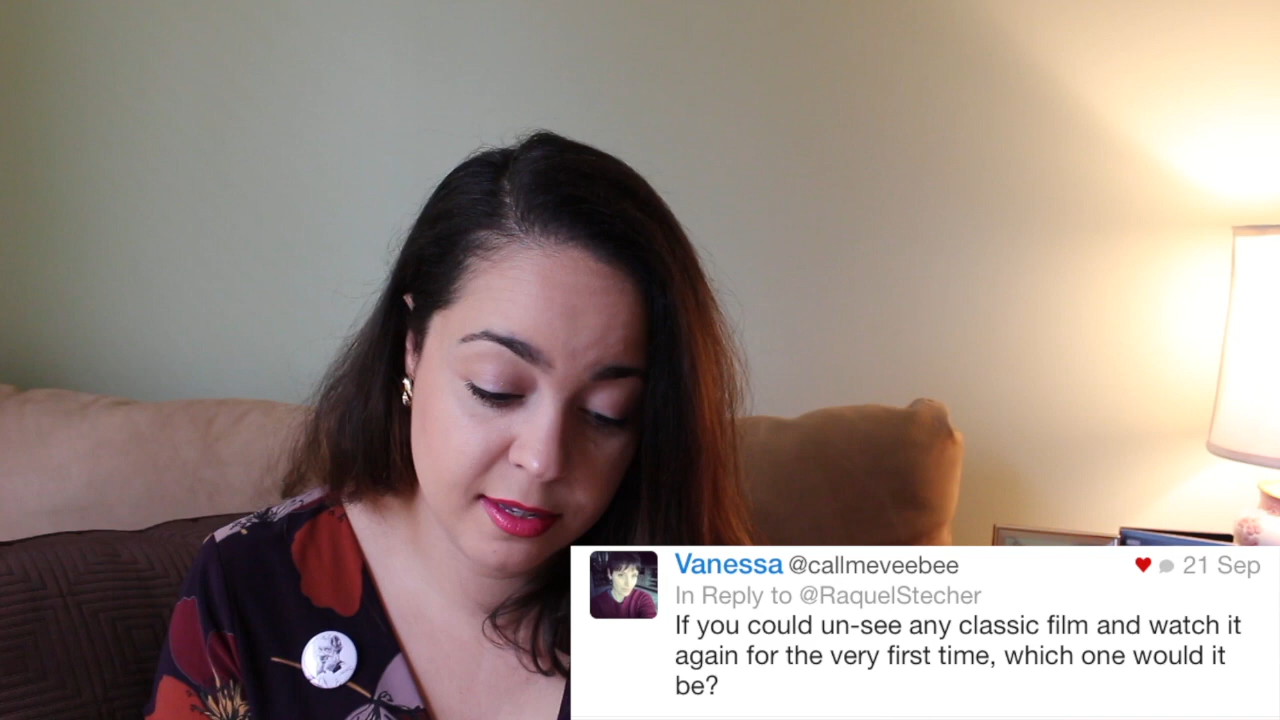 Vanessa @callmeveebee 21 Sep
In Reply to @RaquelStecher
If you could un-see any classic film and watch it
again for the very first time, which one would it
be?